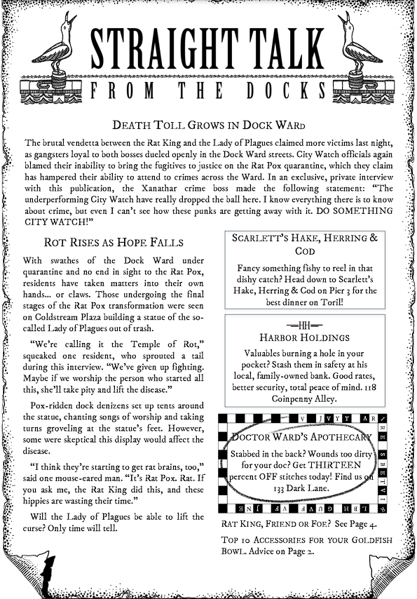 STRAIGHT TALK
FROM THE DOCKS
Death Toll Grows in Dock Ward
The brutal vendetta between the Rat King and the Lady of Plagues claimed more victims last night,
as gangsters loyal to both bosses dueled openly in the Dock Ward streets. City Watch officials again
blamed their inability to bring the fugitives to justice on the Rat Pox quarantine, which they claim
has hampered their ability to attend to crimes across the Ward. In an exclusive, private interview
with this publication, the Xanathar crime boss made the following statement: “The
underperforming City Watch have really dropped the ball here. I know everything there is to know
about crime, but even I can't see how these punks are getting away with it. DO SOMETHING
CITY WATCH!”
Rot Rises as Hope Falls
With swathes of the Dock Ward under
quarantine and no end in sight to the Rat Pox,
residents have taken matters into their own
hands... or claws. Those undergoing the final
stages of the Rat Pox transformation were seen
on Coldstream Plaza building a statue of the so-
called Lady of Plagues out of trash.
“We're calling it the Temple of Rot,”
squeaked one resident, who sprouted a tail
during this interview. “We've given up fighting.
Maybe if we worship the person who started all
this, she'll take pity and lift the disease.”
Pox-ridden dock denizens set up tents around
the statue, chanting songs of worship and taking
turns groveling at the statue's feet. However,
some were skeptical this display would affect the
disease.
“I think they're starting to get rat brains, too,”
said one mouse-eared man. “It's Rat Pox. Rat. If
you ask me, the Rat King did this, and these
hippies are wasting their time.”
Will the Lady of Plagues be able to lift the
curse? Only time will tell.
Scarlett's Hake, Herring &
Cod
Fancy something fishy to reel in that
dishy catch? Head down to Scarlett's
Hake, Herring & Cod on Pier 3 for the
best dinner on Toril!
HH
Harbor Holdings
Valuables burning a hole in your
pocket? Stash them in safety at his
local, family-owned bank. Good rates,
better security, total peace of mind. 118
Coinpenny Alley.
Doctor Ward's Apothecary
Stabbed in the back? Wounds too dirty
for your doc? Get THIRTEEN
percent OFF stitches today! Find us on
133 Dark Lane.
Rat King, Friend or Foe? See Page 4.
Top 10 Accessories for your Goldfish
Bowl. Advice on Page 2.